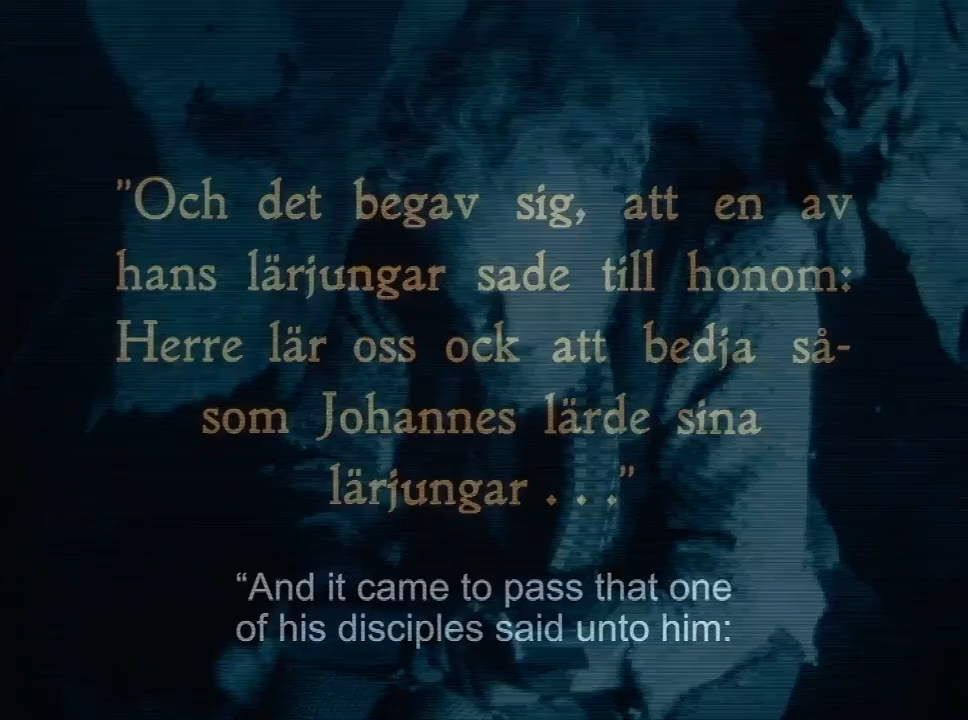 "Och det begav sig, att en av
hans lärjungar sade till honom:
Herre lär oss ock att bedja så-
som Johannes lärde sina
lärjungar . . ."
“And it came to pass that one
of his disciples said unto him: